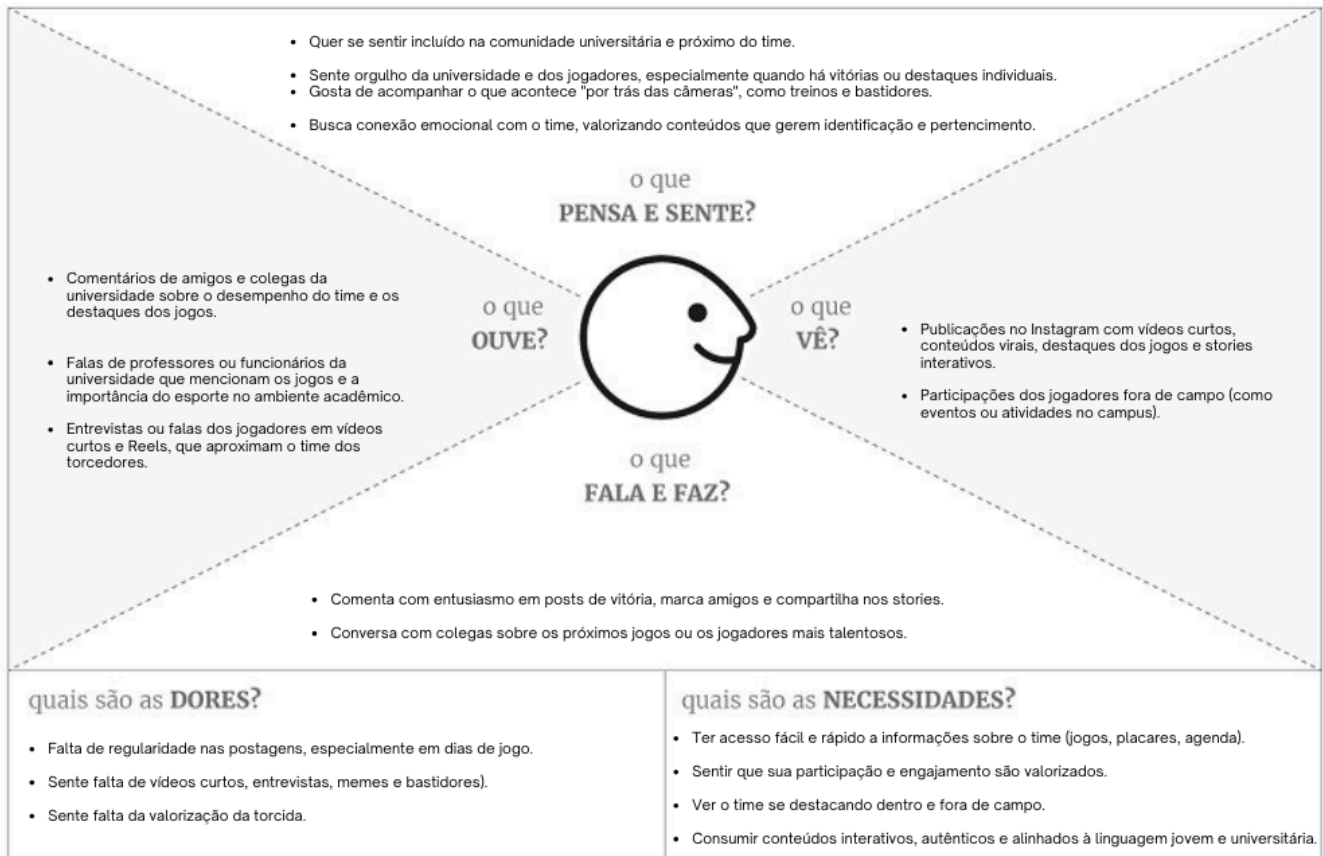 • Quer se sentir incluído na comunidade universitária e próximo do time.
• Sente orgulho da universidade e dos jogadores, especialmente quando há vitórias ou destaques individuais.
• Gosta de acompanhar o que acontece "por trás das câmeras", como treinos e bastidores.
• Busca conexão emocional com o time, valorizando conteúdos que gerem identificação e pertencimento.
o que
PENSA E SENTE?
• Comentários de amigos e colegas da
universidade sobre o desempenho do time e os
destaques dos jogos.
• Falas de professores ou funcionários da
universidade que mencionam os jogos e a
importância do esporte no ambiente acadêmico.
• Entrevistas ou falas dos jogadores em vídeos
curtos e Reels, que aproximam o time dos
torcedores.
o que
OUVE?
o que
VÊ?
• Publicações no Instagram com vídeos curtos,
conteúdos virais, destaques dos jogos e stories
interativos.
• Participações dos jogadores fora de campo (como
eventos ou atividades no campus).
o que
FALA E FAZ?
• Comenta com entusiasmo em posts de vitória, marca amigos e compartilha nos stories.
• Conversa com colegas sobre os próximos jogos ou os jogadores mais talentosos.
quais são as DORES?
• Falta de regularidade nas postagens, especialmente em dias de jogo.
• Sente falta de vídeos curtos, entrevistas, memes e bastidores).
• Sente falta da valorização da torcida.
quais são as NECESSIDADES?
• Ter acesso fácil e rápido a informações sobre o time (jogos, placares, agenda).
• Sentir que sua participação e engajamento são valorizados.
• Ver o time se destacando dentro e fora de campo.
• Consumir conteúdos interativos, autênticos e alinhados à linguagem jovem e universitária.